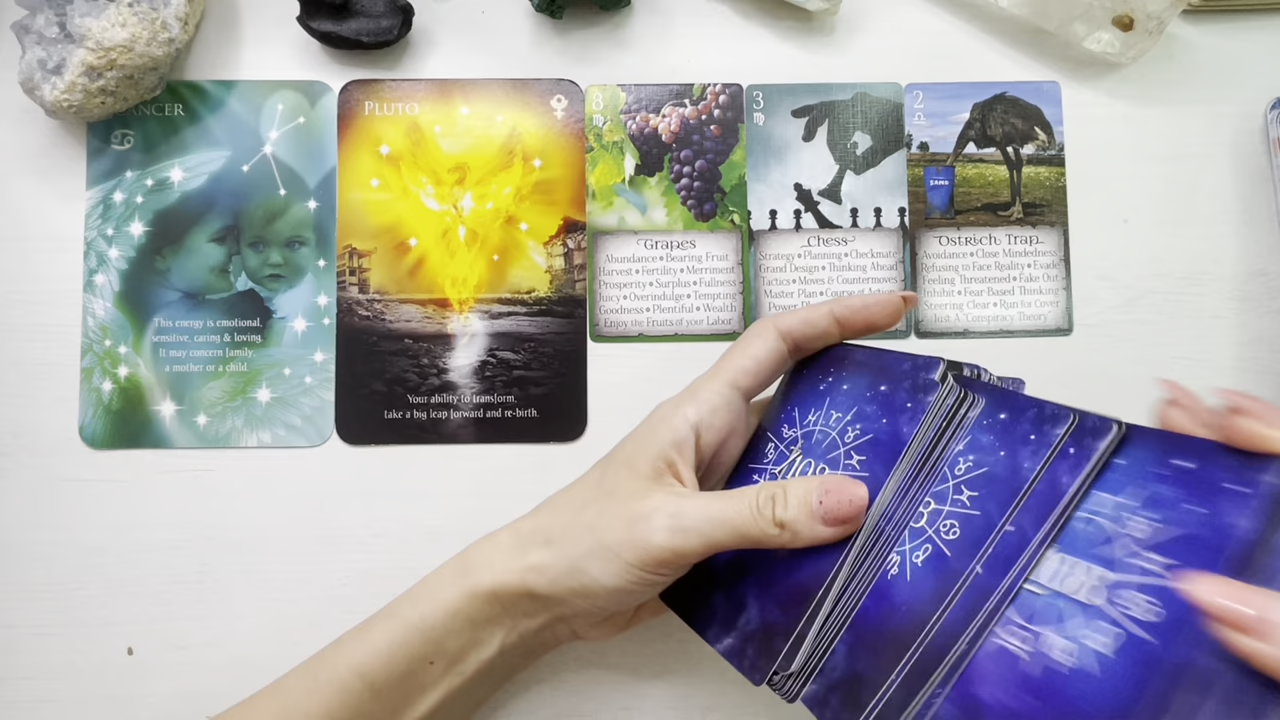 ANCER
This energy is emotional,
sensitive, caring & loving.
It may concern family,
a mother or a child.
PLUTO
Your ability to transform,
take a big leap forward and re-birth.
8
Grapes
Abundance • Bearing Fruit
Harvest • Fertility • Merriment
Prosperity • Surplus • Fullness
Juicy • Overindulge • Tempting
Goodness • Plentiful • Wealth
Enjoy the Fruits of your Labor
3
Chess
Strategy • Planning • Checkmate
Grand Design • Thinking Ahead
Tactics • Moves & Countermoves
Master Plan • Course of Action
Power
2
SAND
Ostrich Trap
Avoidance • Close Mindedness
Refusing to Face Reality • Evade
Feeling Threatened • Fake Out
Inhibit • Fear-Based Thinking
Steering Clear • Run for Cover
Just A "Conspiracy Theory"